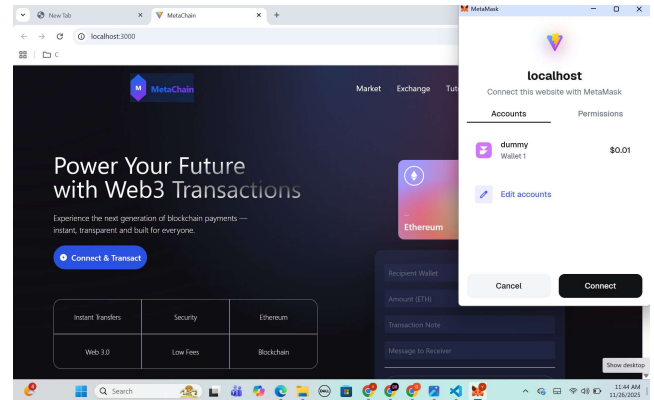 New Tab
MetaChain
localhost:3000
C
M
MetaChain
Market
Exchange
Power Your Future
with Web3 Transactions
Experience the next generation of blockchain payments —
instant, transparent and built for everyone.
Connect & Transact
Instant Transfers
Security
Ethereum
Web 3.0
Low Fees
Blockchain
Ethereum
Recipient Wallet
Amount (ETH)
Transaction Note
Message to Receiver
MetaMask
localhost
Connect this website with MetaMask
Accounts
Permissions
dummy
Wallet 1
$0.01
Edit accounts
Cancel
Connect
Show desktop
Search
DELL
11:44 AM
11/26/2025